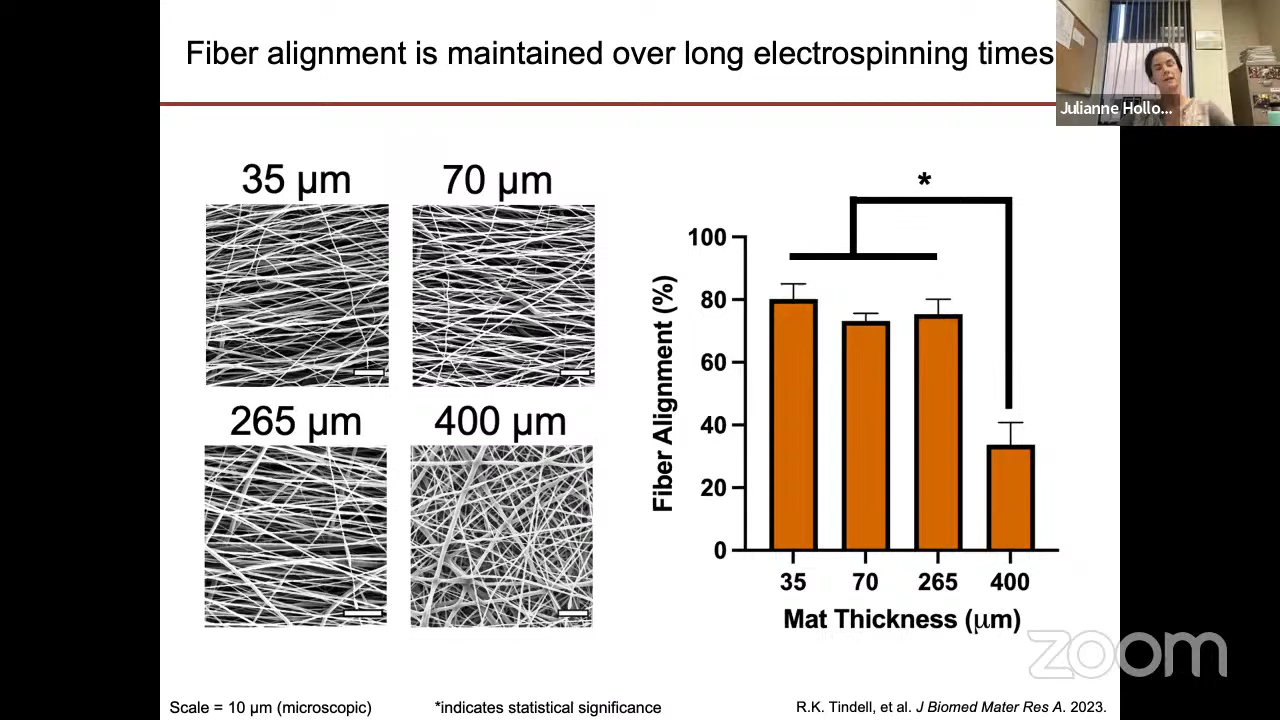 Fiber alignment is maintained over long electrospinning times
Julianne Hollo...
35 µm
70 µm
265 µm
400 µm
*
100
80
60
40
20
0
Fiber Alignment (%)
35 70 265 400
Mat Thickness (µm)
zoom
Scale = 10 µm (microscopic)
*indicates statistical significance
R.K. Tindell, et al. J Biomed Mater Res A. 2023.